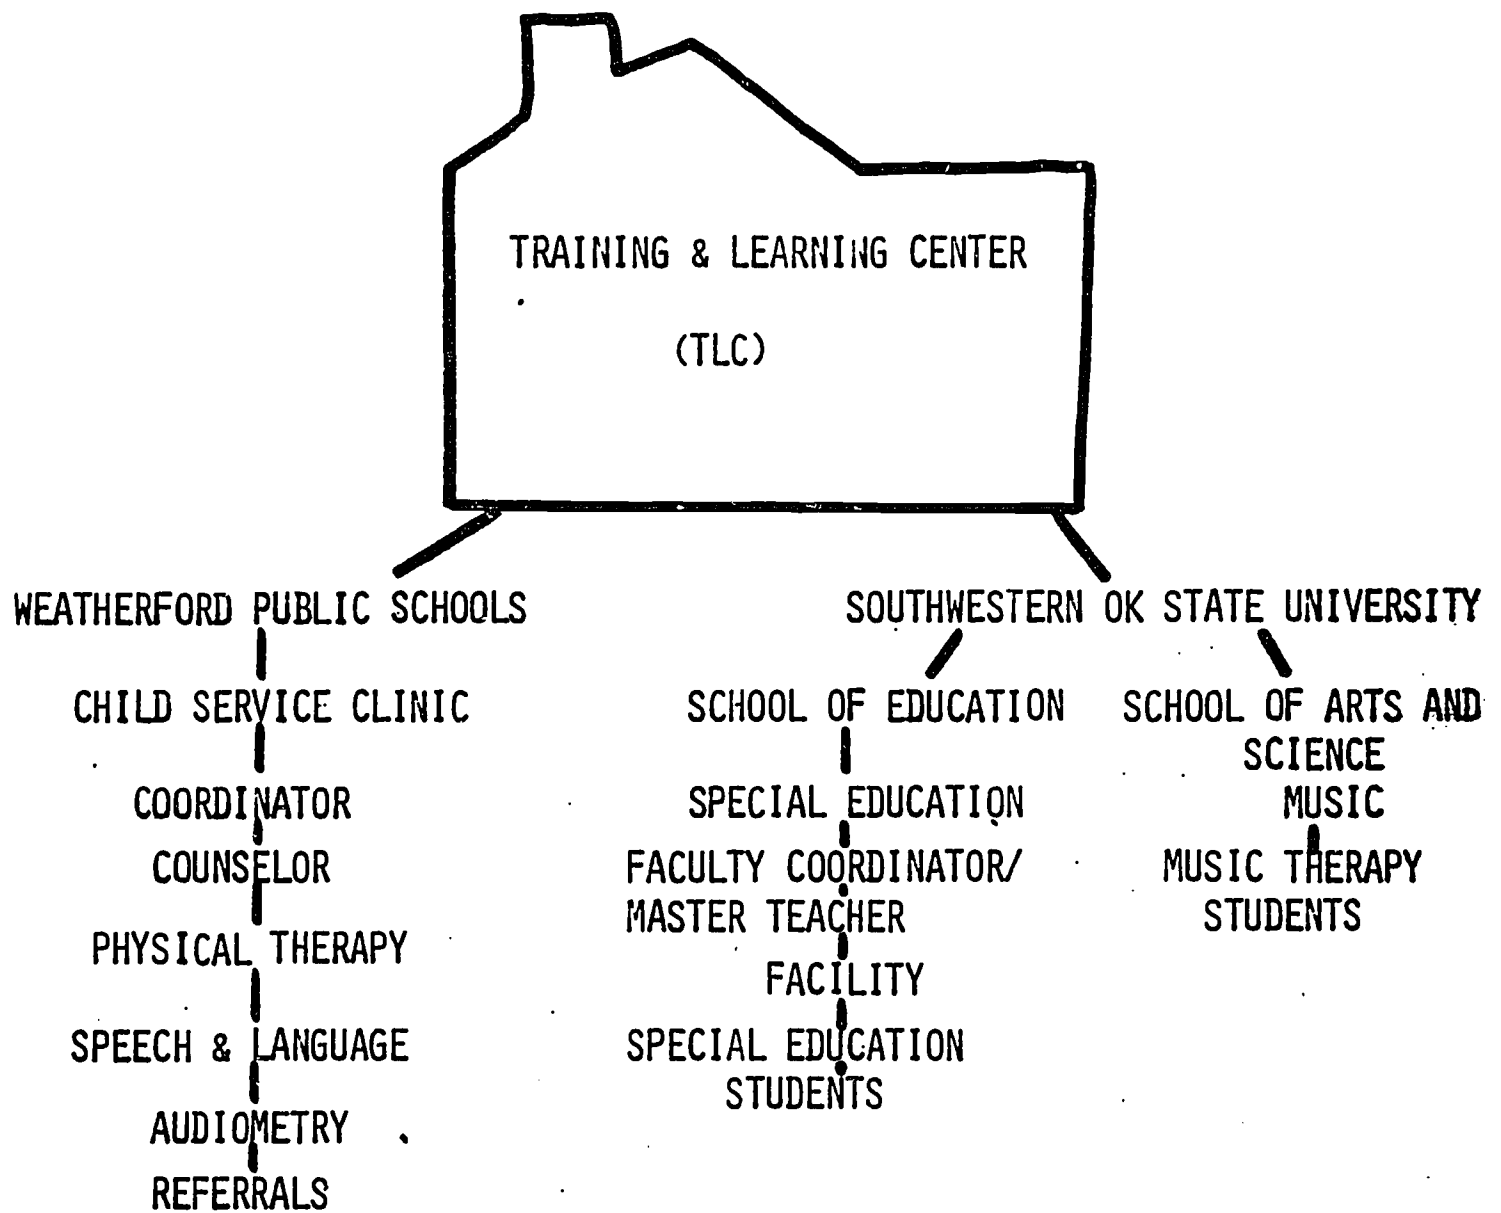 TRAINING & LEARNING CENTER
(TLC)
WEATHERFORD PUBLIC SCHOOLS
CHILD SERVICE CLINIC
COORDINATOR
COUNSELOR
PHYSICAL THERAPY
SPEECH & LANGUAGE
AUDIOMETRY
REFERRALS
SOUTHWESTERN OK STATE UNIVERSITY
SCHOOL OF EDUCATION
SPECIAL EDUCATION
FACULTY COORDINATOR/
MASTER TEACHER
FACILITY
SPECIAL EDUCATION
STUDENTS
SCHOOL OF ARTS AND
SCIENCE
MUSIC
MUSIC THERAPY
STUDENTS